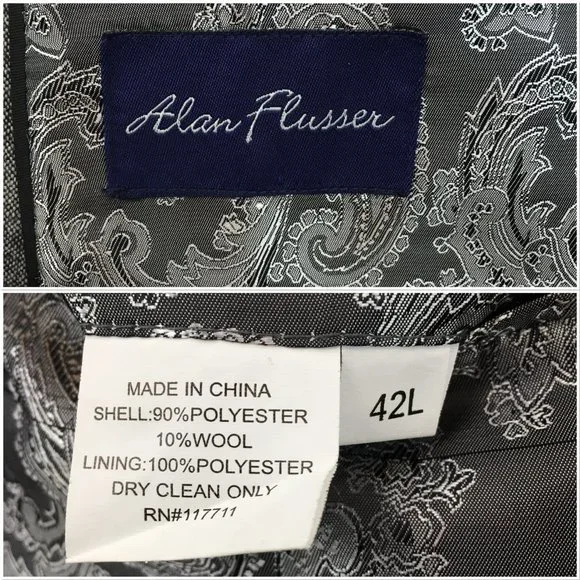 Alan Flusser
MADE IN CHINA
SHELL:90%POLYESTER
10%WOOL
LINING:100%POLYESTER
DRY CLEAN ONLY
RN#117711
42L